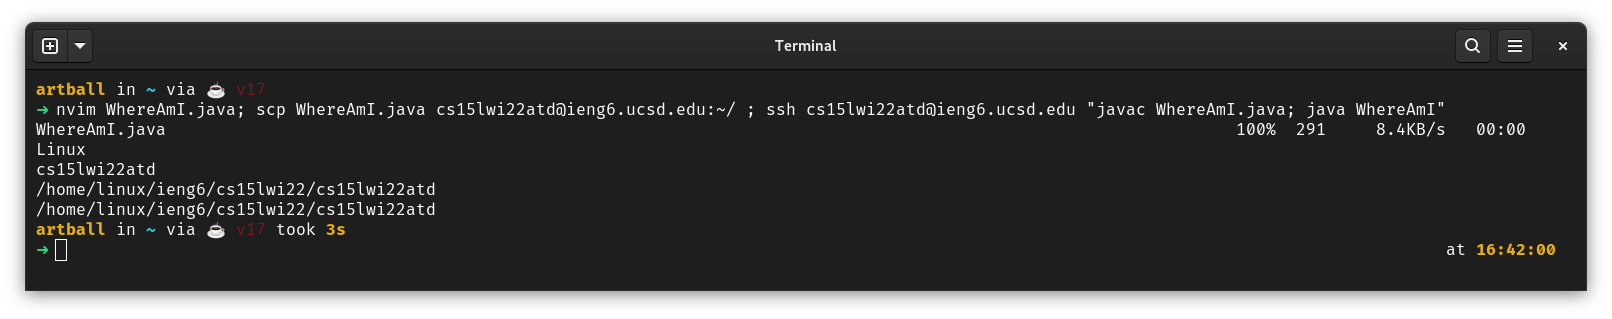 Terminal
artball in ~ via ☕ v17
➜ nvim WhereAmI.java; scp WhereAmI.java cs15lwi22atd@ieng6.ucsd.edu:~/ ; ssh cs15lwi22atd@ieng6.ucsd.edu "javac WhereAmI.java; java WhereAmI"
WhereAmI.java 100% 291 8.4KB/s 00:00
Linux
cs15lwi22atd
/home/linux/ieng6/cs15lwi22/cs15lwi22atd
/home/linux/ieng6/cs15lwi22/cs15lwi22atd
artball in ~ via ☕ v17 took 3s
➜ at 16:42:00